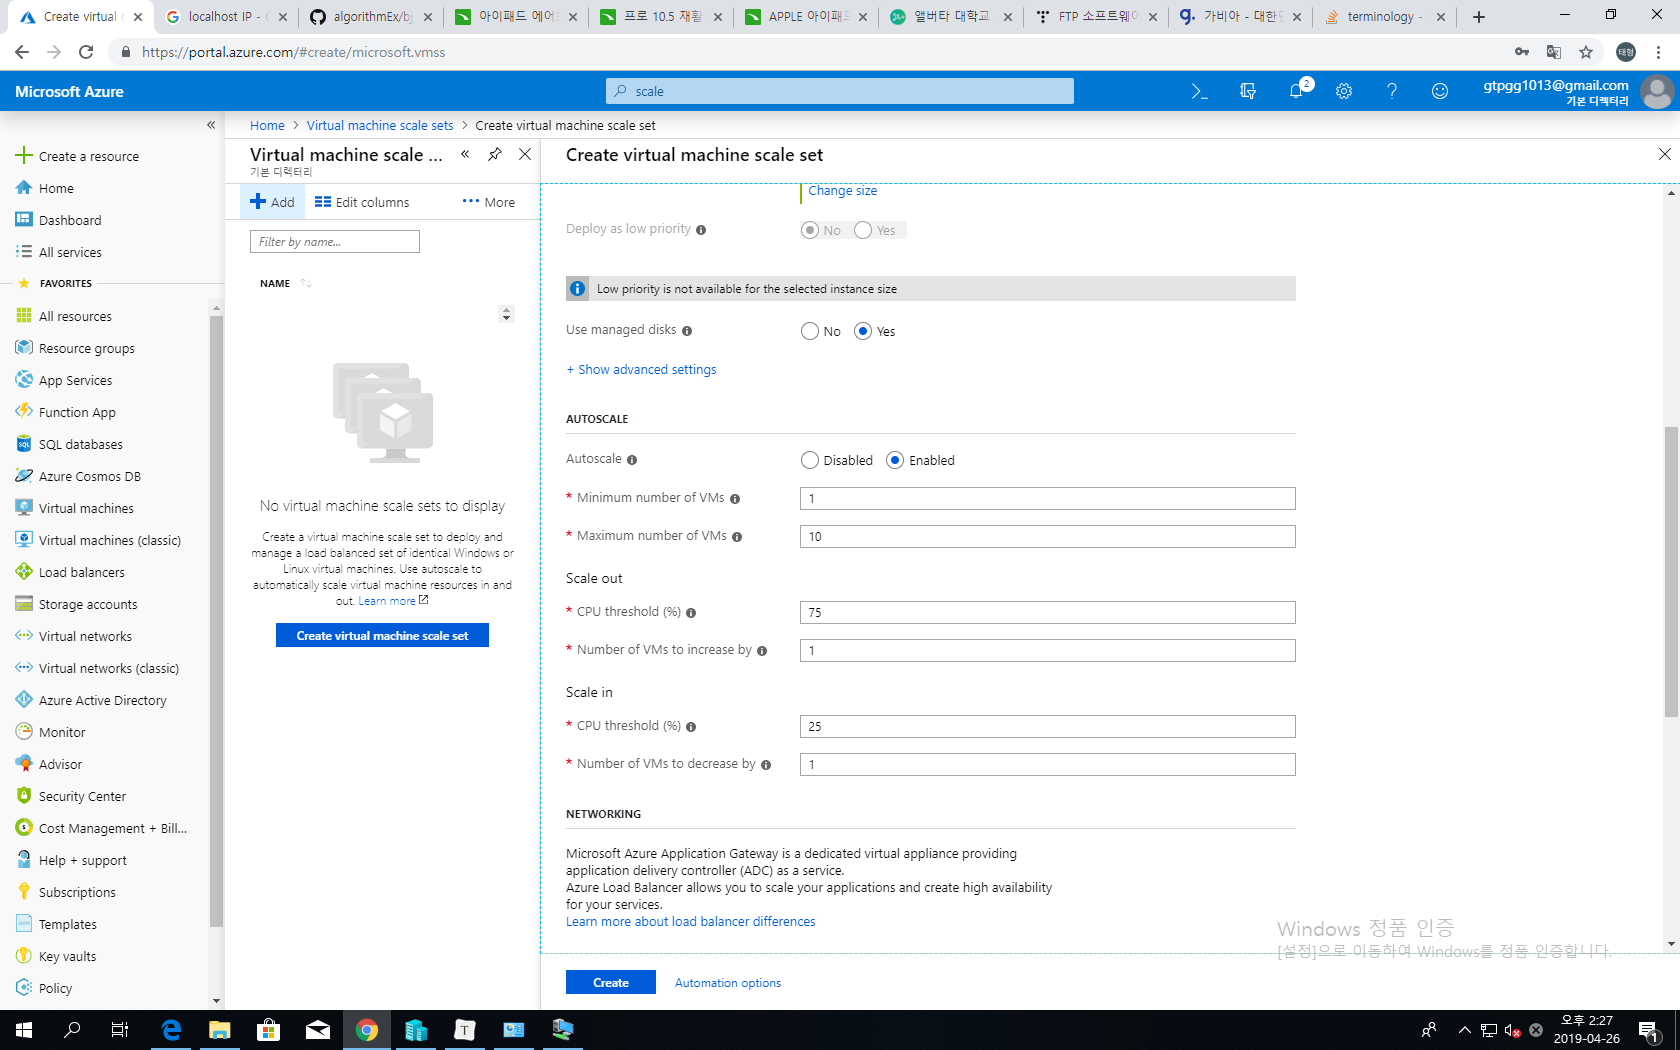 Create virtual r
localhost IP - G
algorithmEx/bj
아이패드 에어
프로 10.5 재활
APPLE 아이패드
앨버타 대학교
FTP 소프트웨어
가비아 - 대한민
terminology -
https://portal.azure.com/#create/microsoft.vmss
태형
Microsoft Azure
scale
2
gtpgg1013@gmail.com
기본 디렉터리
Create a resource
Home
Dashboard
All services
FAVORITES
All resources
Resource groups
App Services
Function App
SQL databases
Azure Cosmos DB
Virtual machines
Virtual machines (classic)
Load balancers
Storage accounts
Virtual networks
Virtual networks (classic)
Azure Active Directory
Monitor
Advisor
Security Center
Cost Management + Bill...
Help + support
Subscriptions
Templates
Key vaults
Policy
Home > Virtual machine scale sets > Create virtual machine scale set
Virtual machine scale ...
기본 디렉터리
Add
Edit columns
More
Filter by name...
NAME
No virtual machine scale sets to display
Create a virtual machine scale set to deploy and
manage a load balanced set of identical Windows or
Linux virtual machines. Use autoscale to
automatically scale virtual machine resources in and
out. Learn more
Create virtual machine scale set
Create virtual machine scale set
Change size
Deploy as low priority
No Yes
Low priority is not available for the selected instance size
Use managed disks
No Yes
+ Show advanced settings
AUTOSCALE
Autoscale
Disabled Enabled
* Minimum number of VMs
1
* Maximum number of VMs
10
Scale out
* CPU threshold (%)
75
* Number of VMs to increase by
1
Scale in
* CPU threshold (%)
25
* Number of VMs to decrease by
1
NETWORKING
Microsoft Azure Application Gateway is a dedicated virtual appliance providing
application delivery controller (ADC) as a service.
Azure Load Balancer allows you to scale your applications and create high availability
for your services.
Learn more about load balancer differences
Windows 정품 인증
[설정]으로 이동하여 Windows를 정품 인증합니다.
Create
Automation options
오후 2:27
2019-04-26
1